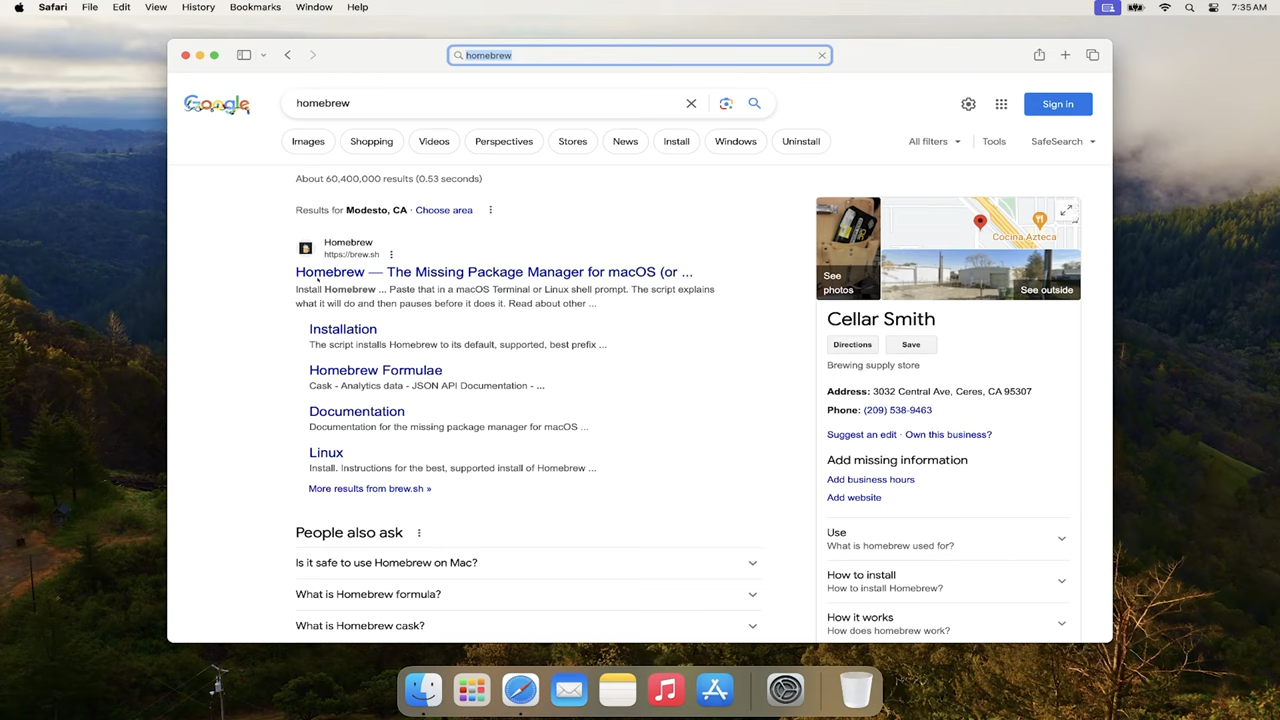 Safari File Edit View History Bookmarks Window Help 7:35 AM
homebrew
Google homebrew Sign in
Images Shopping Videos Perspectives Stores News Install Windows Uninstall All filters Tools SafeSearch
About 60,400,000 results (0.53 seconds)
Results for Modesto, CA · Choose area
Homebrew
https://brew.sh
Homebrew — The Missing Package Manager for macOS (or ...
Install Homebrew ... Paste that in a macOS Terminal or Linux shell prompt. The script explains
what it will do and then pauses before it does it. Read about other ...
Installation
The script installs Homebrew to its default, supported, best prefix ...
Homebrew Formulae
Cask - Analytics data - JSON API Documentation - ...
Documentation
Documentation for the missing package manager for macOS ...
Linux
Install. Instructions for the best, supported install of Homebrew ...
More results from brew.sh »
People also ask
Is it safe to use Homebrew on Mac?
What is Homebrew formula?
What is Homebrew cask?
Cocina Azteca
See
photos
See outside
Cellar Smith
Directions Save
Brewing supply store
Address: 3032 Central Ave, Ceres, CA 95307
Phone: (209) 538-9463
Suggest an edit · Own this business?
Add missing information
Add business hours
Add website
Use
What is homebrew used for?
How to install
How to install Homebrew?
How it works
How does homebrew work?